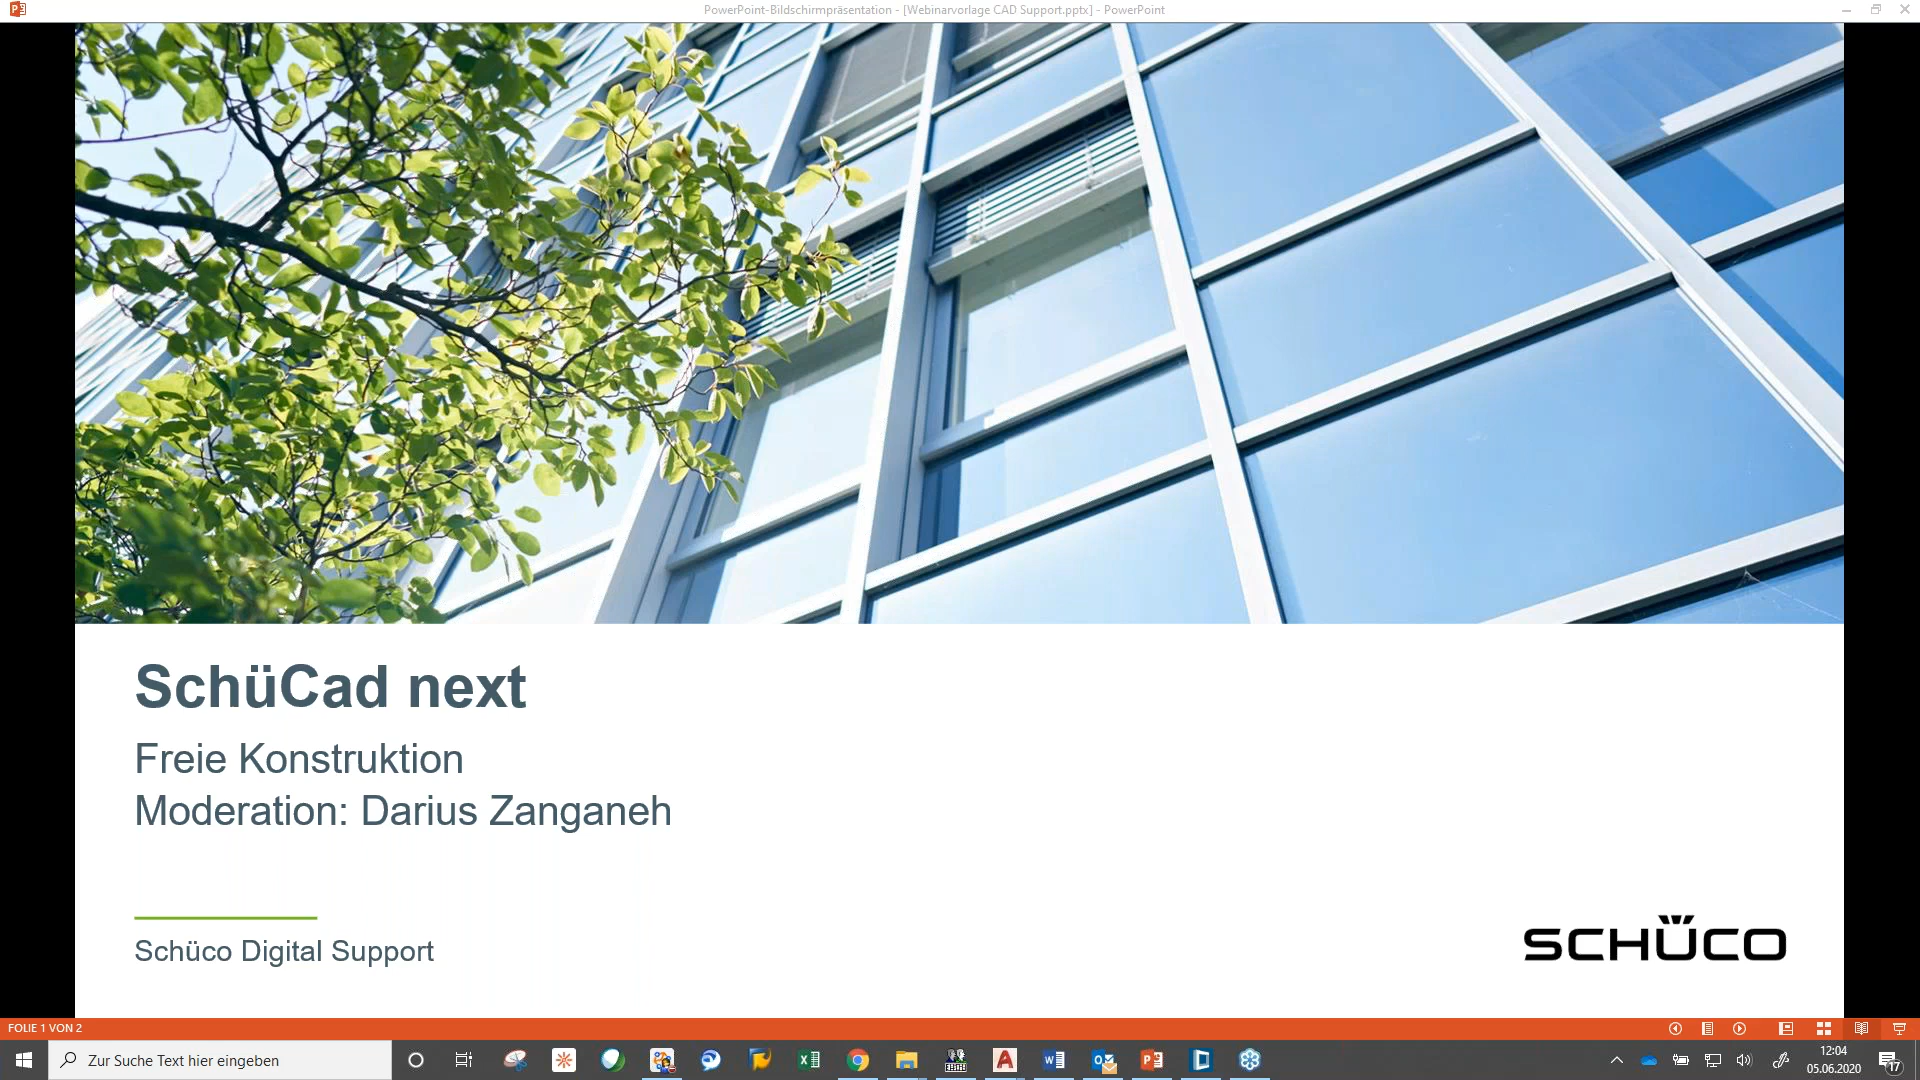 PowerPoint-Bildschirmpräsentation - [Webinarvorlage CAD Support.pptx] - PowerPoint
SchüCad next
Freie Konstruktion
Moderation: Darius Zanganeh
Schüco Digital Support
SCHÜCO
FOLIE 1 VON 2
Zur Suche Text hier eingeben
12:04
05.06.2020
17